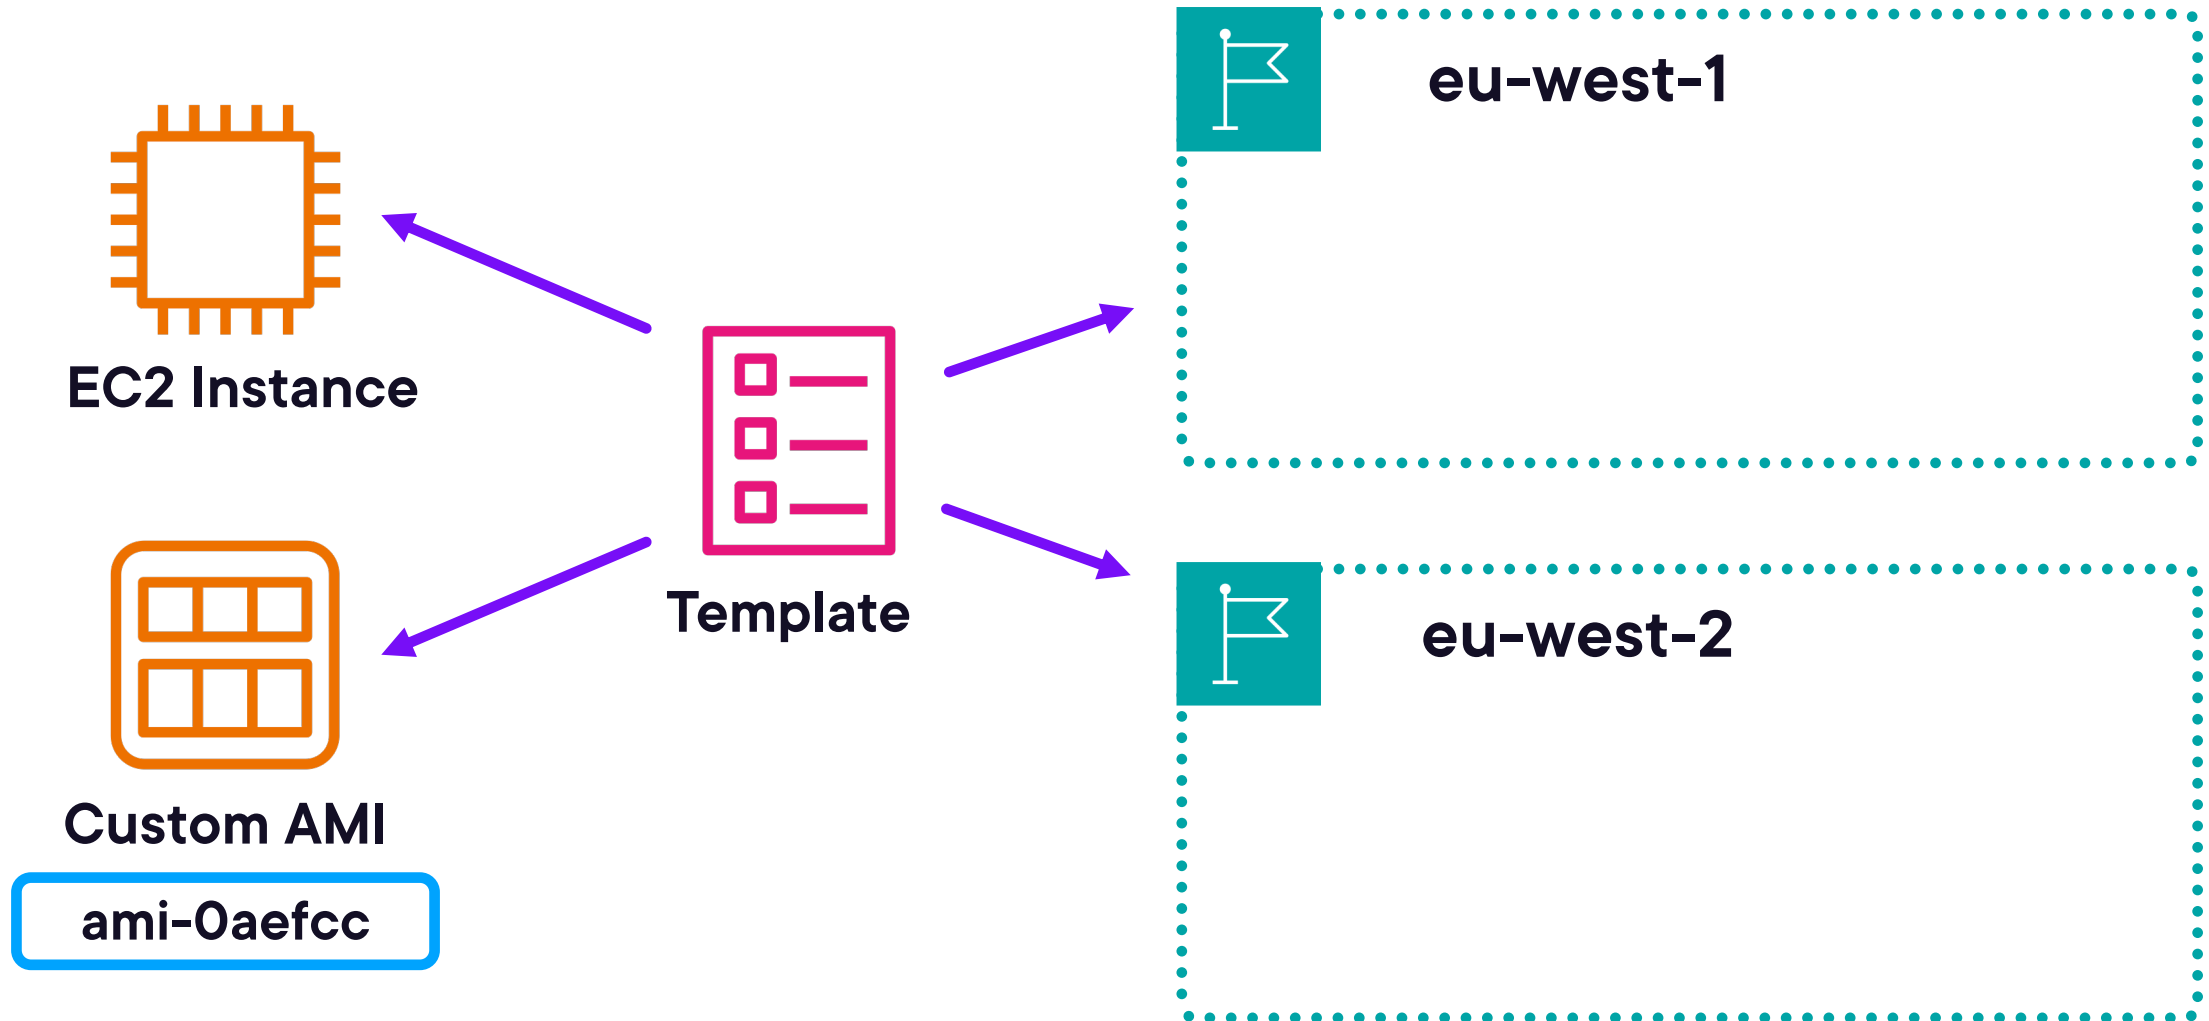 EC2 Instance
Custom AMI
ami-0aefcc
Template
eu-west-1
eu-west-2